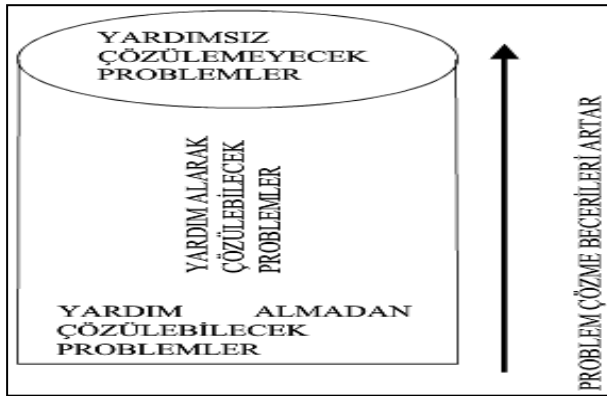 YARDIMSIZ
ÇÖZÜLEMEYECEK
PROBLEMLER
YARDIM ALARAK
ÇÖZÜLEBİLECEK
PROBLEMLER
YARDIM ALMADAN
ÇÖZÜLEBİLECEK
PROBLEMLER
PROBLEM ÇÖZME BECERİLERİ ARTAR